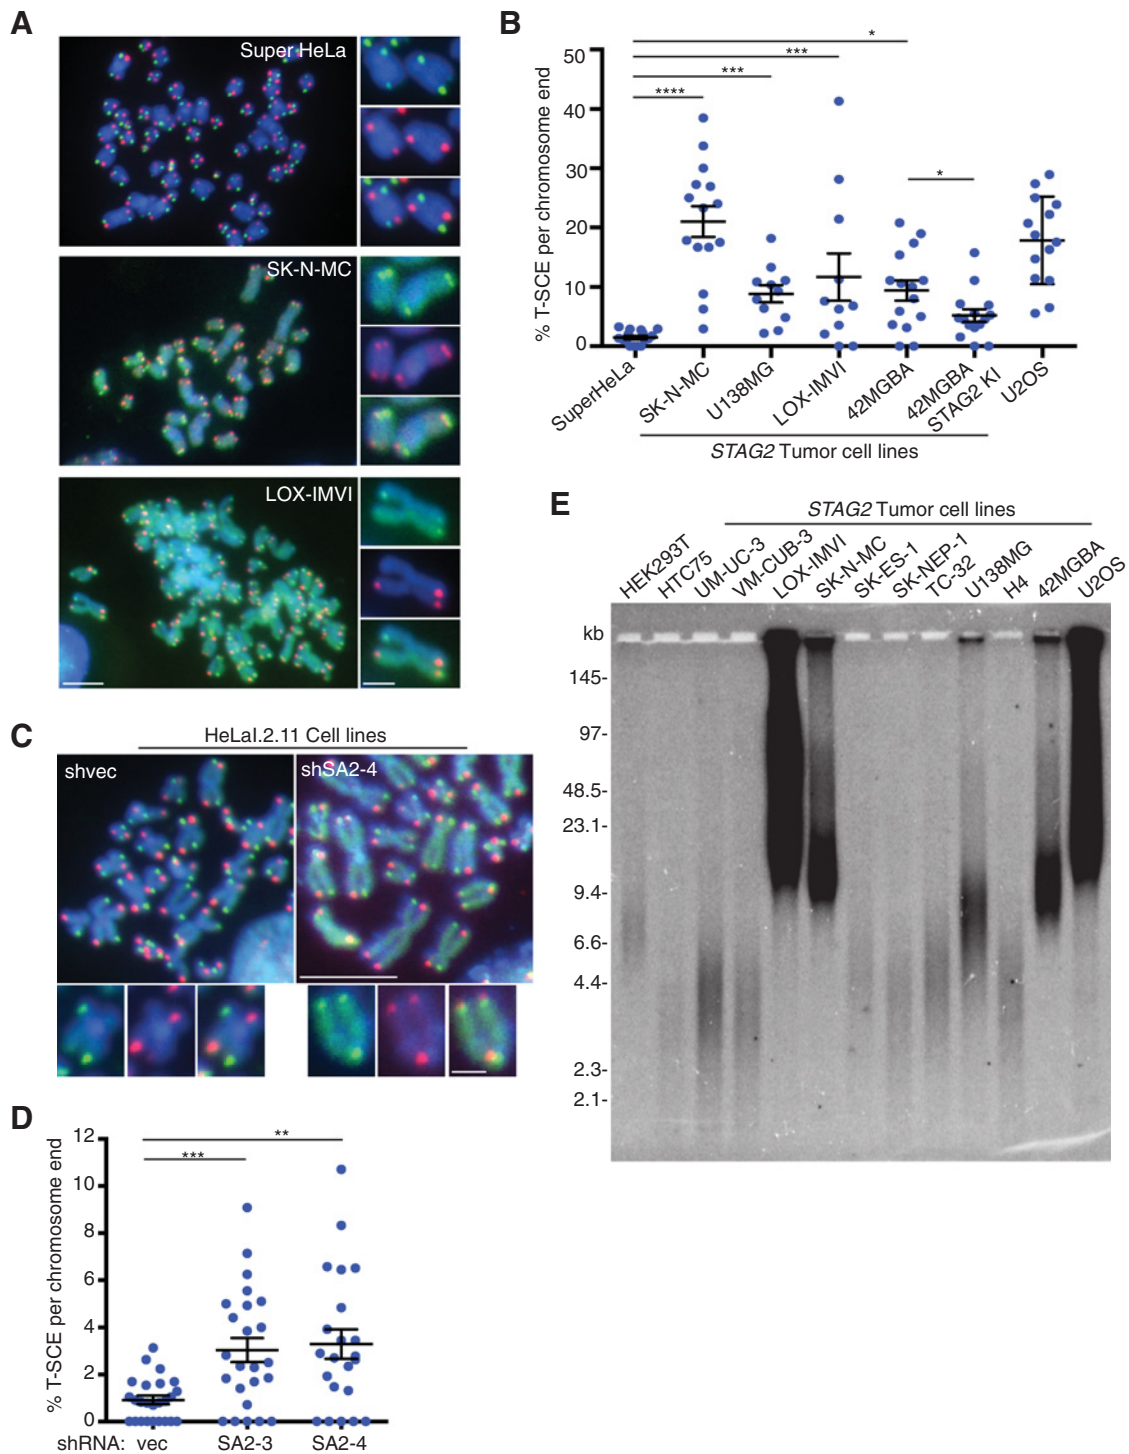 A
Super HeLa
SK-N-MC
LOX-IMVI
B
% T-SCE per chromosome end
50
40
30
20
10
0
*
***
***
****
*
SuperHeLa
SK-N-MC
U138MG
LOX-IMVI
42MGBA
42MGBA
STAG2 KI
U2OS
STAG2 Tumor cell lines
C
HeLaI.2.11 Cell lines
shvec
shSA2-4
D
% T-SCE per chromosome end
12
10
8
6
4
2
0
**
***
shRNA: vec SA2-3 SA2-4
E
STAG2 Tumor cell lines
HEK293T
HTC75
UM-UC-3
VM-CUB-3
LOX-IMVI
SK-N-MC
SK-ES-1
SK-NEP-1
TC-32
U138MG
H4
42MGBA
U2OS
kb
145-
97-
48.5-
23.1-
9.4-
6.6-
4.4-
2.3-
2.1-